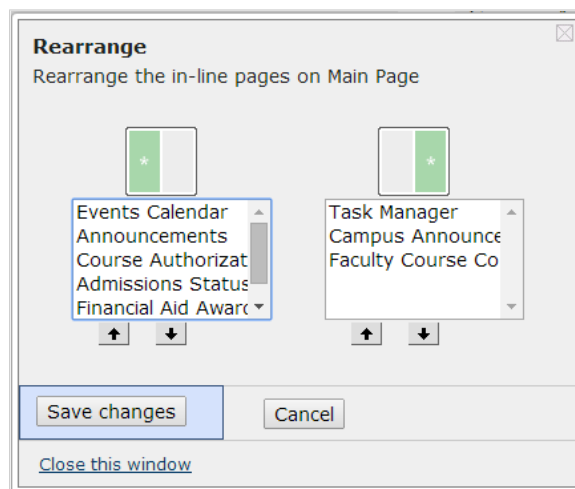 Rearrange
Rearrange the in-line pages on Main Page
*
*
Events Calendar
Announcements
Course Authorizat
Admissions Status
Financial Aid Awar
Task Manager
Campus Announce
Faculty Course Co
Save changes
Cancel
Close this window